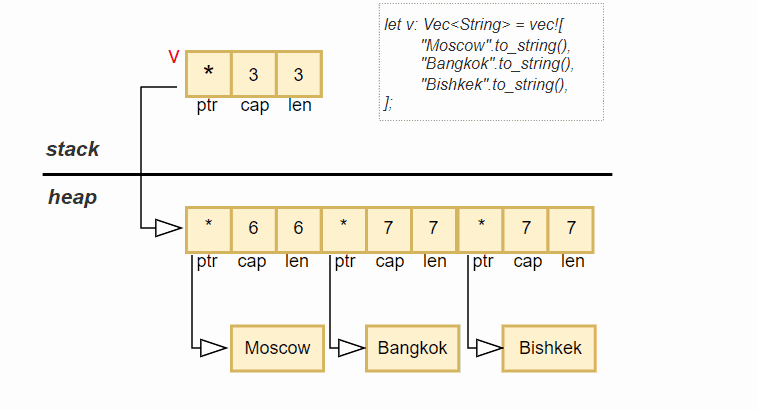 let v: Vec<String> = vec![
"Moscow".to_string(),
"Bangkok".to_string(),
"Bishkek".to_string(),
];
V
* 3 3
ptr cap len
stack
heap
* 6 6 * 7 7 * 7 7
ptr cap len ptr cap len ptr cap len
Moscow Bangkok Bishkek